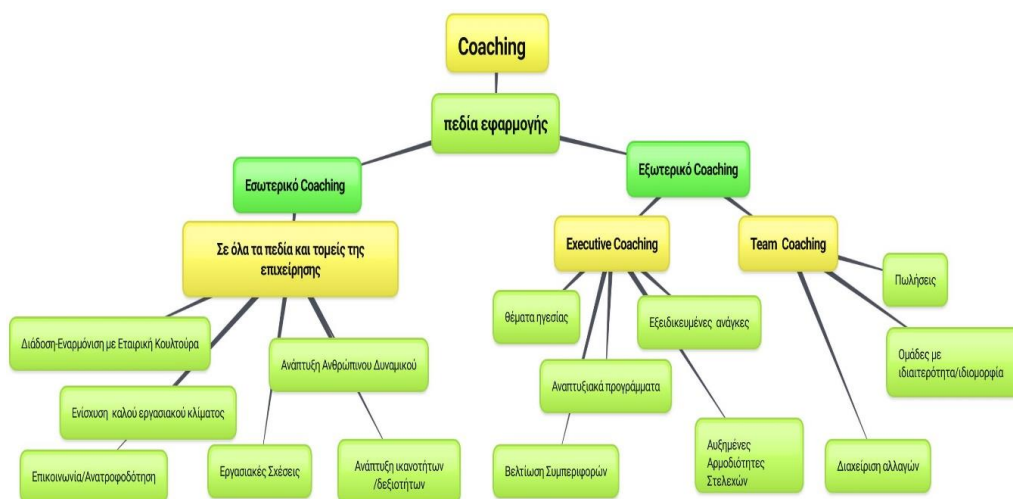 Coaching
πεδία εφαρμογής
Εσωτερικό Coaching
Εξωτερικό Coaching
Σε όλα τα πεδία και τομείς της
επιχείρησης
Executive Coaching
Team Coaching
Πωλήσεις
θέματα ηγεσίας
Εξειδικευμένες ανάγκες
Διάδοση-Εναρμόνιση με Εταιρική Κουλτούρα
Ανάπτυξη Ανθρώπινου Δυναμικού
Ομάδες με
ιδιαιτερότητα/ιδιομορφία
Αναπτυξιακά προγράμματα
Ενίσχυση καλού εργασιακού κλίματος
Επικοινωνία/Ανατροφοδότηση
Εργασιακές Σχέσεις
Ανάπτυξη ικανοτήτων
/δεξιοτήτων
Βελτίωση Συμπεριφορών
Αυξημένες
Αρμοδιότητες
Στελεχών
Διαχείριση αλλαγών